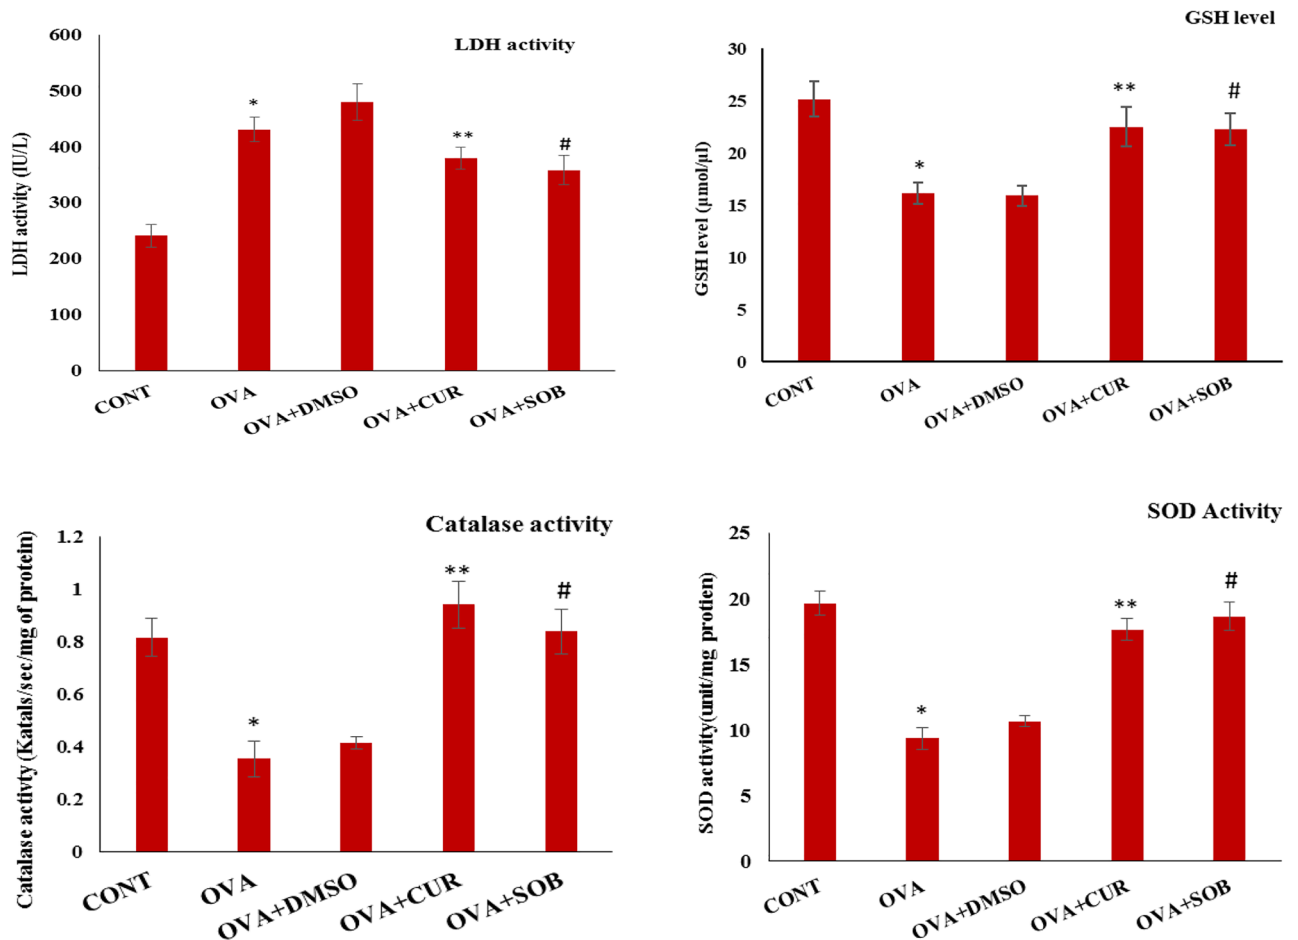 LDH activity
LDH activity (IU/L)
600
500
400
300
200
100
0
*
**
#
CONT
OVA
OVA+DMSO
OVA+CUR
OVA+SOB
GSH level
GSH level (μmol/μl)
30
25
20
15
10
5
0
*
**
#
CONT
OVA
OVA+DMSO
OVA+CUR
OVA+SOB
Catalase activity
Catalase activty (Katals/sec/mg of protein)
1.2
1
0.8
0.6
0.4
0.2
0
*
**
#
CONT
OVA
OVA+DMSO
OVA+CUR
OVA+SOB
SOD Activity
SOD activity(unit/mg protien)
25
20
15
10
5
0
*
**
#
CONT
OVA
OVA+DMSO
OVA+CUR
OVA+SOB